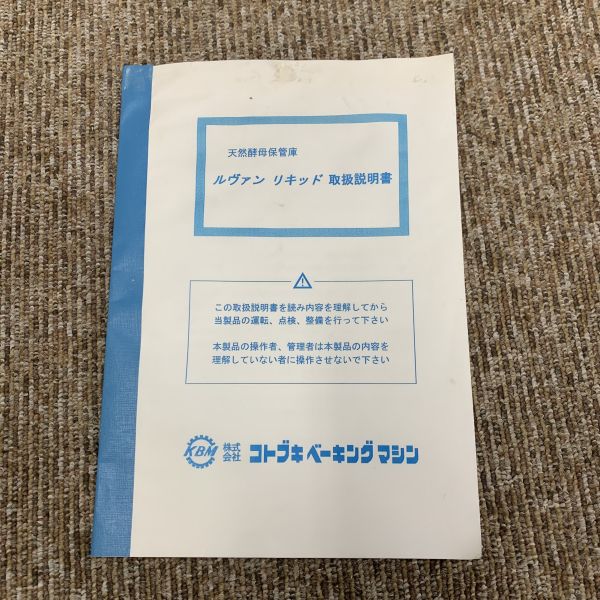 天然酵母保管庫
ルヴァン リキッド 取扱説明書
この取扱説明書を読み内容を理解してから
当製品の運転、点検、整備を行って下さい
本製品の操作者、管理者は本製品の内容を
理解していない者に操作させないで下さい
KBM 株式会社 コトブキベーキングマシン